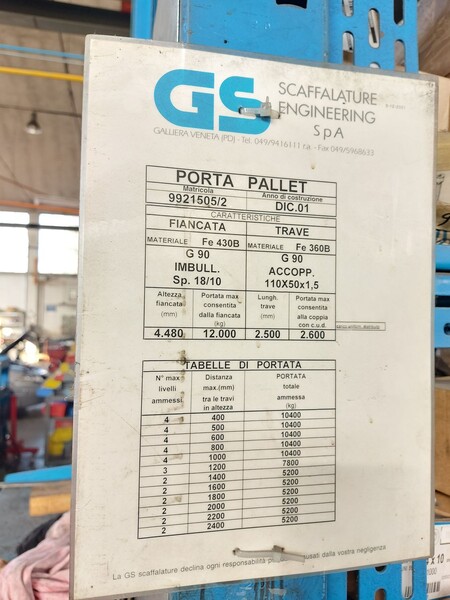 GS SCAFFALATURE
ENGINEERING
SpA
GALLIERA VENETA (PD) - Tel. 049/9416111 r.a. - Fax 049/5968633
PORTA PALLET
Matricola Anno di costruzione
9921505/2 DIC.01
CARATTERISTICHE
FIANCATA TRAVE
MATERIALE Fe 430B MATERIALE Fe 360B
G 90 G 90
IMBULL. ACCOPP.
Sp. 18/10 110X50x1,5
Altezza Portata max Lungh. Portata max
fiancata consentita trave consentita
(mm) dalla fiancata (mm) alla coppia
(kg) con c.u.d.
4.480 12.000 2.500 2.600
TABELLE DI PORTATA
N° max Distanza PORTATA
livelli max.(mm) totale
ammessi tra le travi ammessa
in altezza (kg)
4 400 10400
4 500 10400
4 600 10400
4 800 10400
4 1000 10400
3 1200 7800
2 1400 5200
2 1600 5200
2 1800 5200
2 2000 5200
2 2200 5200
2 2400 5200
La GS scaffalature declina ogni responsabilità per causati dalla vostra negligenza